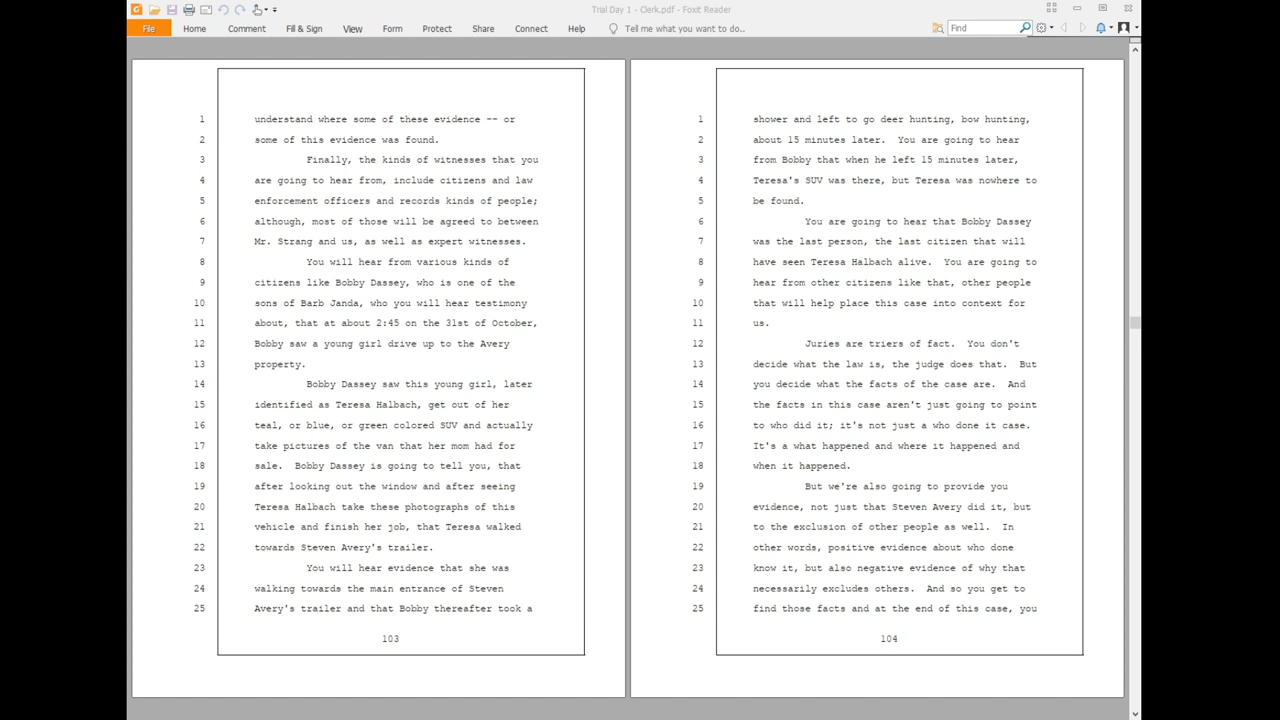 Trial Day 1 - Clerk.pdf - Foxit Reader
File Home Comment Fill & Sign View Form Protect Share Connect Help Tell me what you want to do.. Find
1 understand where some of these evidence -- or
2 some of this evidence was found.
3 Finally, the kinds of witnesses that you
4 are going to hear from, include citizens and law
5 enforcement officers and records kinds of people;
6 although, most of those will be agreed to between
7 Mr. Strang and us, as well as expert witnesses.
8 You will hear from various kinds of
9 citizens like Bobby Dassey, who is one of the
10 sons of Barb Janda, who you will hear testimony
11 about, that at about 2:45 on the 31st of October,
12 Bobby saw a young girl drive up to the Avery
13 property.
14 Bobby Dassey saw this young girl, later
15 identified as Teresa Halbach, get out of her
16 teal, or blue, or green colored SUV and actually
17 take pictures of the van that her mom had for
18 sale. Bobby Dassey is going to tell you, that
19 after looking out the window and after seeing
20 Teresa Halbach take these photographs of this
21 vehicle and finish her job, that Teresa walked
22 towards Steven Avery's trailer.
23 You will hear evidence that she was
24 walking towards the main entrance of Steven
25 Avery's trailer and that Bobby thereafter took a
103
1 shower and left to go deer hunting, bow hunting,
2 about 15 minutes later. You are going to hear
3 from Bobby that when he left 15 minutes later,
4 Teresa's SUV was there, but Teresa was nowhere to
5 be found.
6 You are going to hear that Bobby Dassey
7 was the last person, the last citizen that will
8 have seen Teresa Halbach alive. You are going to
9 hear from other citizens like that, other people
10 that will help place this case into context for
11 us.
12 Juries are triers of fact. You don't
13 decide what the law is, the judge does that. But
14 you decide what the facts of the case are. And
15 the facts in this case aren't just going to point
16 to who did it; it's not just a who done it case.
17 It's a what happened and where it happened and
18 when it happened.
19 But we're also going to provide you
20 evidence, not just that Steven Avery did it, but
21 to the exclusion of other people as well. In
22 other words, positive evidence about who done
23 know it, but also negative evidence of why that
24 necessarily excludes others. And so you get to
25 find those facts and at the end of this case, you
104